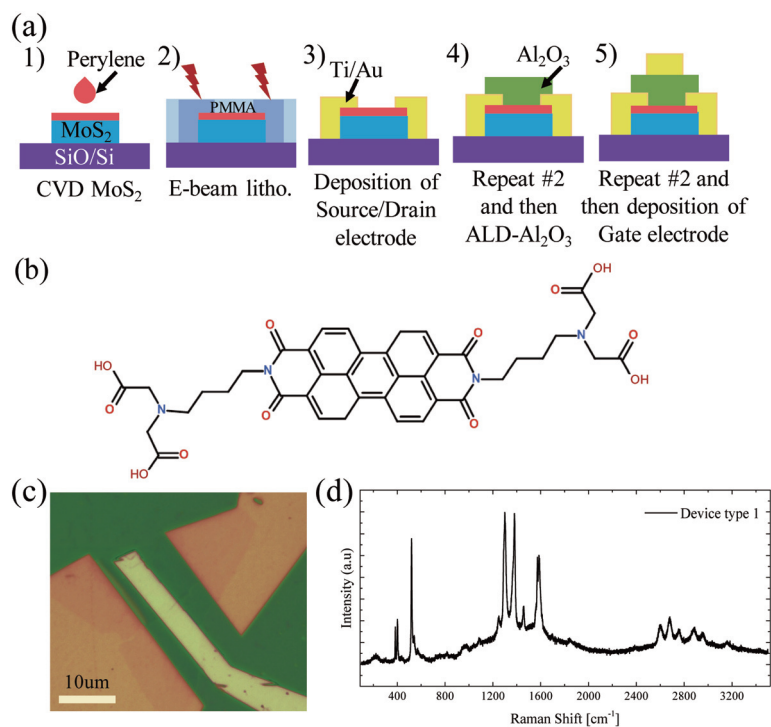 (a)
1)
2)
3)
4)
5)
Perylene
Ti/Au
Al₂O₃
PMMA
MoS₂
SiO/Si
CVD MoS₂
E-beam litho.
Deposition of
Source/Drain
electrode
Repeat #2
and then
ALD-Al₂O₃
Repeat #2 and
then deposition of
Gate electrode
(b)
OH
O
O
OH
N
O
O
N
O
O
N
N
HO
O
O
HO
(c)
10um
(d)
Device type 1
Intensity (a.u)
400 800 1200 1600 2000 2400 2800 3200
Raman Shift [cm⁻¹]